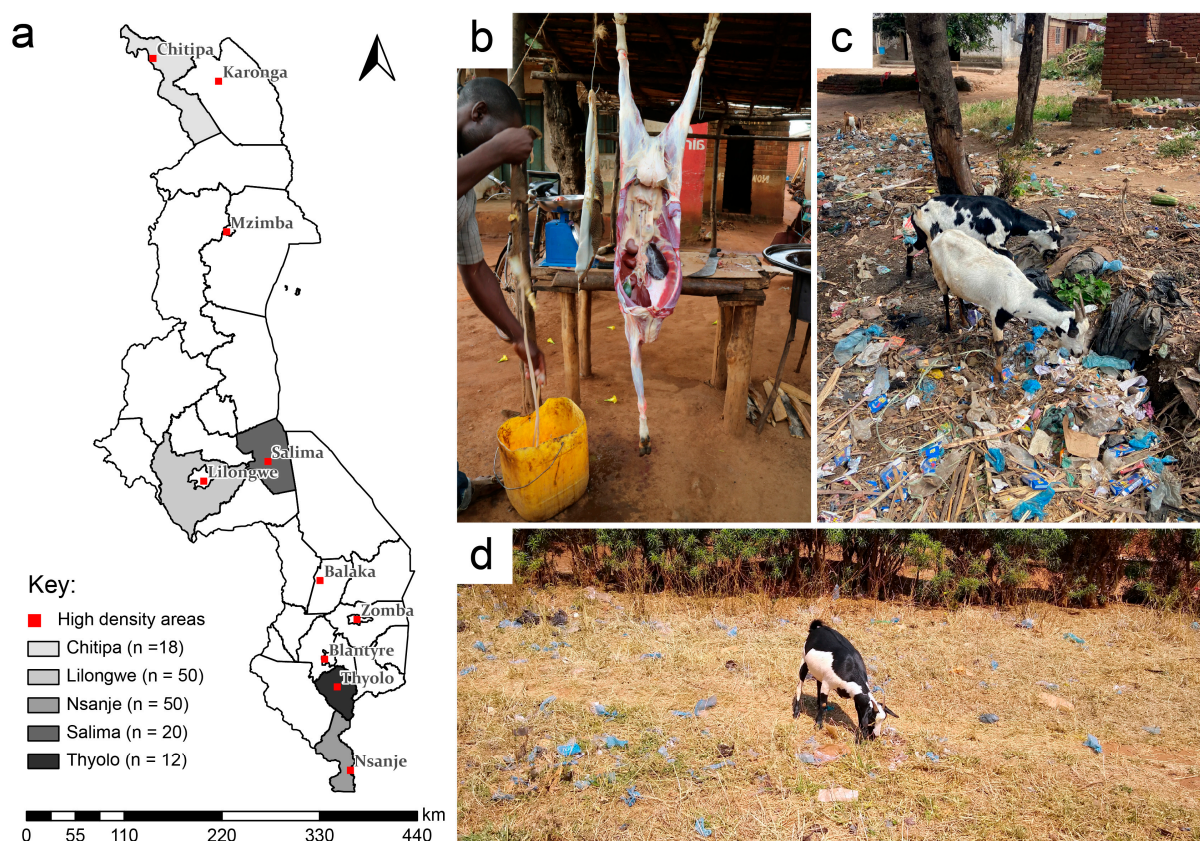 a
Chitipa
Karonga
Mzimba
Salima
Lilongwe
Balaka
Zomba
Blantyre
Thyolo
Nsanje
Key:
High density areas
Chitipa (n =18)
Lilongwe (n = 50)
Nsanje (n = 50)
Salima (n = 20)
Thyolo (n = 12)
km
0 55 110 220 330 440
b
c
d